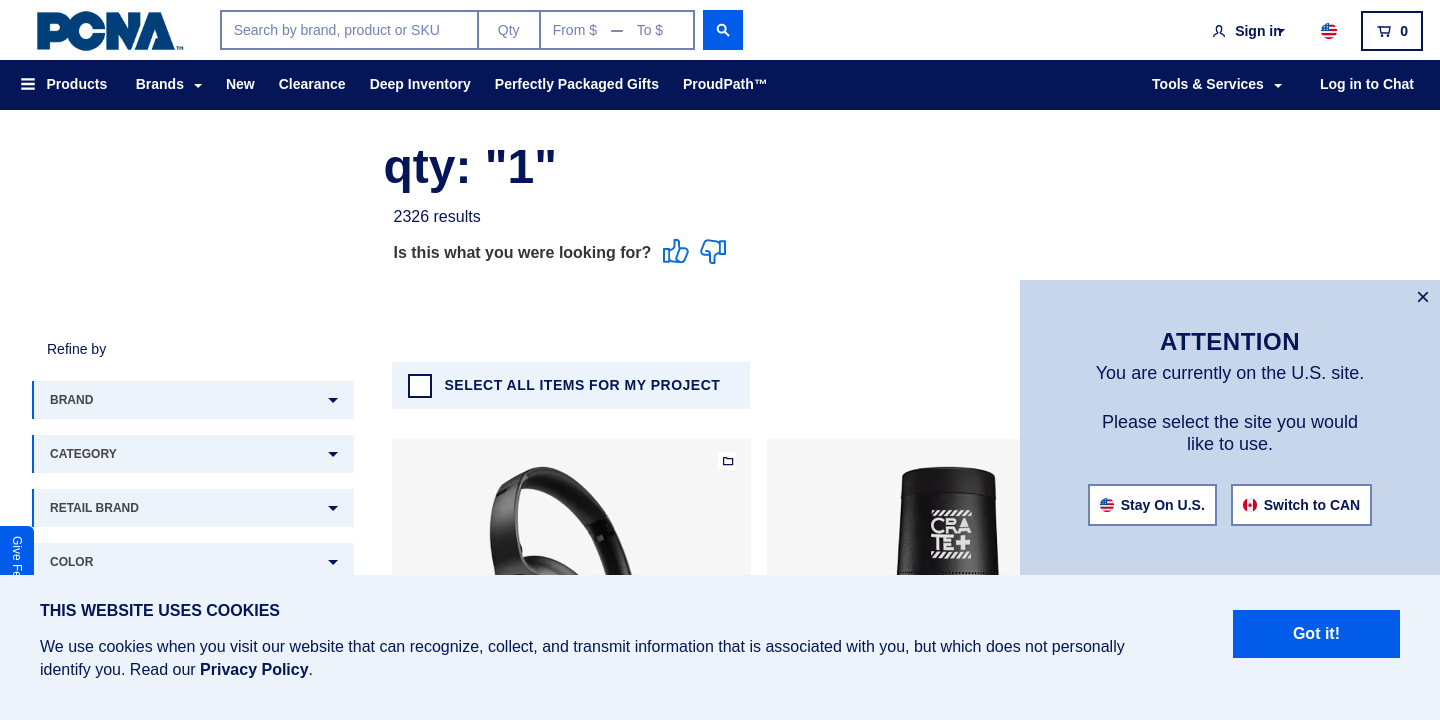 PCNA™
Search by brand, product or SKU Qty From $ — To $
Sign in 0
Products Brands New Clearance Deep Inventory Perfectly Packaged Gifts ProudPath™ Tools & Services Log in to Chat
qty: "1"
2326 results
Is this what you were looking for?
Refine by
BRAND
CATEGORY
RETAIL BRAND
COLOR
SELECT ALL ITEMS FOR MY PROJECT
CRATE+
ATTENTION
You are currently on the U.S. site.
Please select the site you would
like to use.
Stay On U.S. Switch to CAN
Give Fe
THIS WEBSITE USES COOKIES
We use cookies when you visit our website that can recognize, collect, and transmit information that is associated with you, but which does not personally
identify you. Read our Privacy Policy.
Got it!